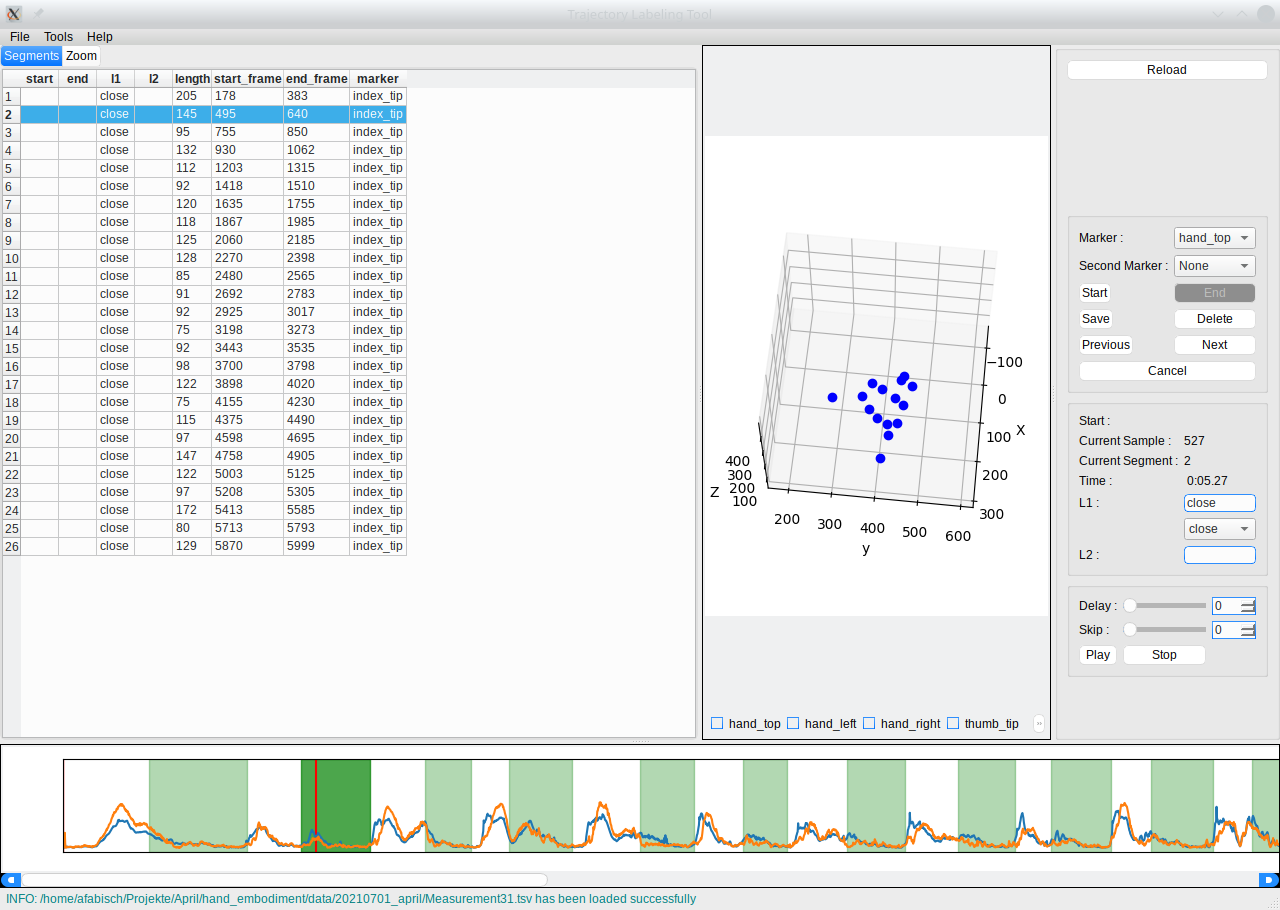 Trajectory Labeling Tool
File Tools Help
Segments Zoom
start end l1 l2 length start_frame end_frame marker
1 close 205 178 383 index_tip
2 close 145 495 640 index_tip
3 close 95 755 850 index_tip
4 close 132 930 1062 index_tip
5 close 112 1203 1315 index_tip
6 close 92 1418 1510 index_tip
7 close 120 1635 1755 index_tip
8 close 118 1867 1985 index_tip
9 close 125 2060 2185 index_tip
10 close 128 2270 2398 index_tip
11 close 85 2480 2565 index_tip
12 close 91 2692 2783 index_tip
13 close 92 2925 3017 index_tip
14 close 75 3198 3273 index_tip
15 close 92 3443 3535 index_tip
16 close 98 3700 3798 index_tip
17 close 122 3898 4020 index_tip
18 close 75 4155 4230 index_tip
19 close 115 4375 4490 index_tip
20 close 97 4598 4695 index_tip
21 close 147 4758 4905 index_tip
22 close 122 5003 5125 index_tip
23 close 97 5208 5305 index_tip
24 close 172 5413 5585 index_tip
25 close 80 5713 5793 index_tip
26 close 129 5870 5999 index_tip
−100
0
100
200
300
X
400
300
200
100
Z
200 300 400 500 600
y
hand_top hand_left hand_right thumb_tip
Reload
Marker : hand_top
Second Marker : None
Start End
Save Delete
Previous Next
Cancel
Start :
Current Sample : 527
Current Segment : 2
Time : 0:05.27
L1 : close
close
L2 :
Delay : 0
Skip : 0
Play Stop
INFO: /home/afabisch/Projekte/April/hand_embodiment/data/20210701_april/Measurement31.tsv has been loaded successfully